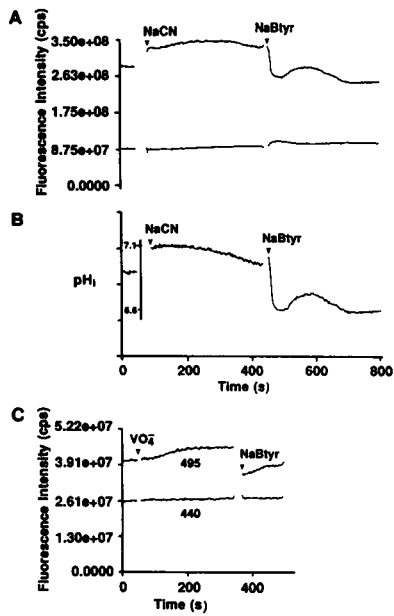 A
Fluorescence Intensity (cps)
3.50e+08
2.63e+08
1.75e+08
8.75e+07
0.0000
NaCN
NaBtyr
B
pHi
7.1
6.6
NaCN
NaBtyr
0 200 400 600 800
Time (s)
C
Fluorescence Intensity (cps)
5.22e+07
3.91e+07
2.61e+07
1.30e+07
0.0000
VO4-
495
NaBtyr
440
0 200 400
Time (s)